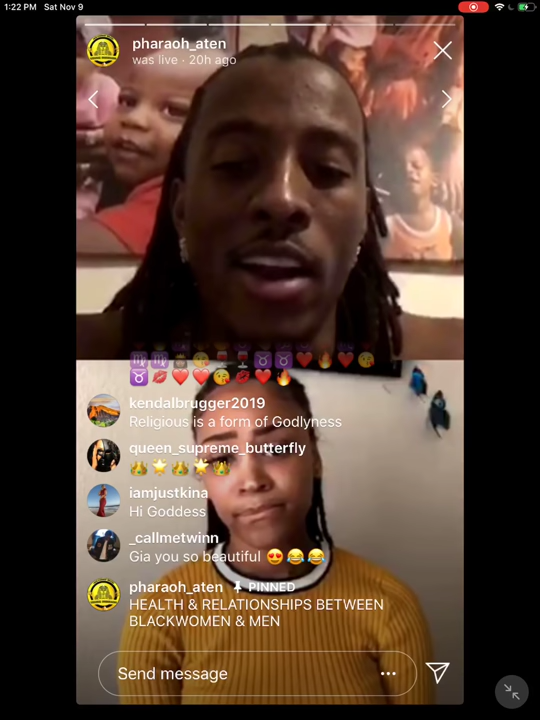 1:22 PM Sat Nov 9
pharaoh_aten
was live · 20h ago
kendalbrugger2019
Religious is a form of Godlyness
queen_supreme_butterfly
iamjustkina
Hi Goddess
_callmetwinn
Gia you so beautiful 😍😂😂
pharaoh_aten PINNED
HEALTH & RELATIONSHIPS BETWEEN
BLACKWOMEN & MEN
Send message